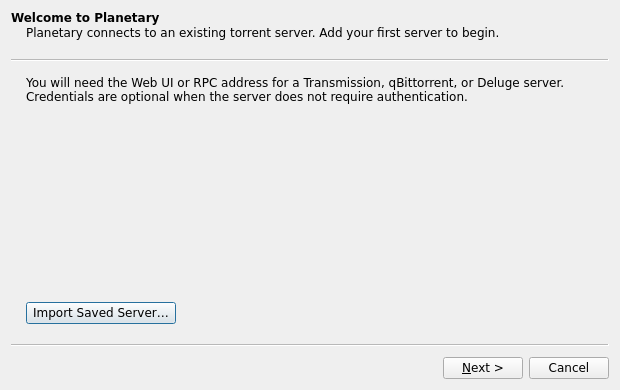 Welcome to Planetary
Planetary connects to an existing torrent server. Add your first server to begin.
You will need the Web UI or RPC address for a Transmission, qBittorrent, or Deluge server.
Credentials are optional when the server does not require authentication.
Import Saved Server...
Next >
Cancel